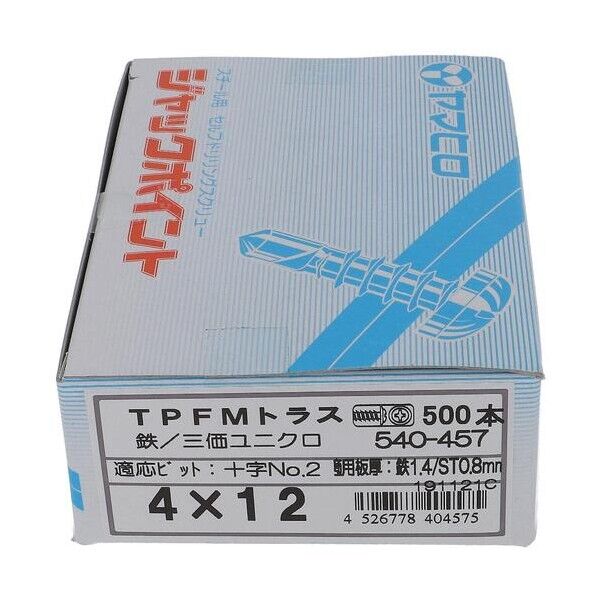 ヤマヒロ
スチール用 セルフドリリングスクリュー
ジャックポイント
TPFMトラス 500本
鉄/三価ユニクロ 540-457
適応ビット:十字No.2 適用板厚:鉄1.4/ST0.8mm
191121C
4×12
4 526778 404575